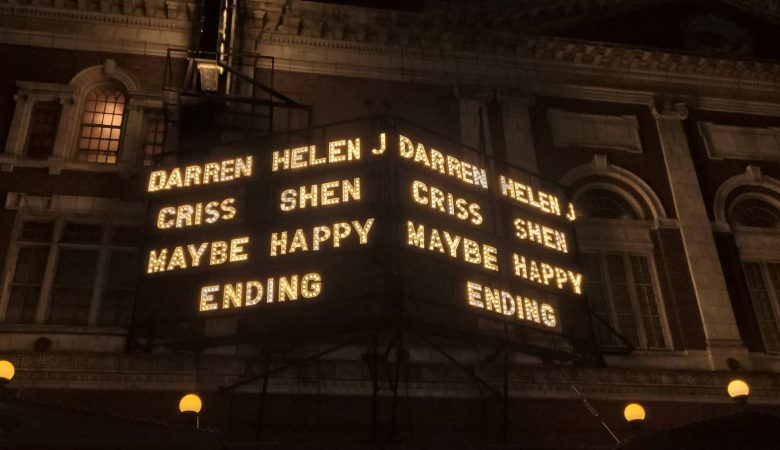 DARREN HELEN J
CRISS SHEN
MAYBE HAPPY
ENDING
DARREN HELEN J
CRISS SHEN
MAYBE HAPPY
ENDING